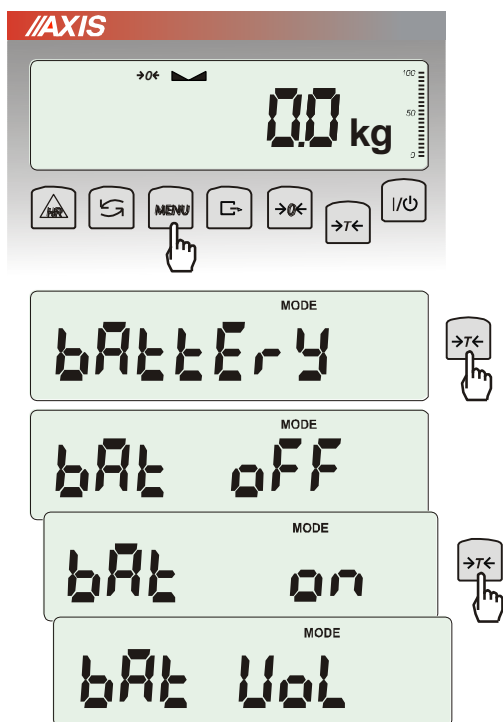 //AXIS
→0← 100
50
0.0 kg
0
HR MENU →0← →T← I/⏻
MODE
bAttErY →T←
MODE
bAt oFF
MODE
bAt on →T←
MODE
bAt VoL